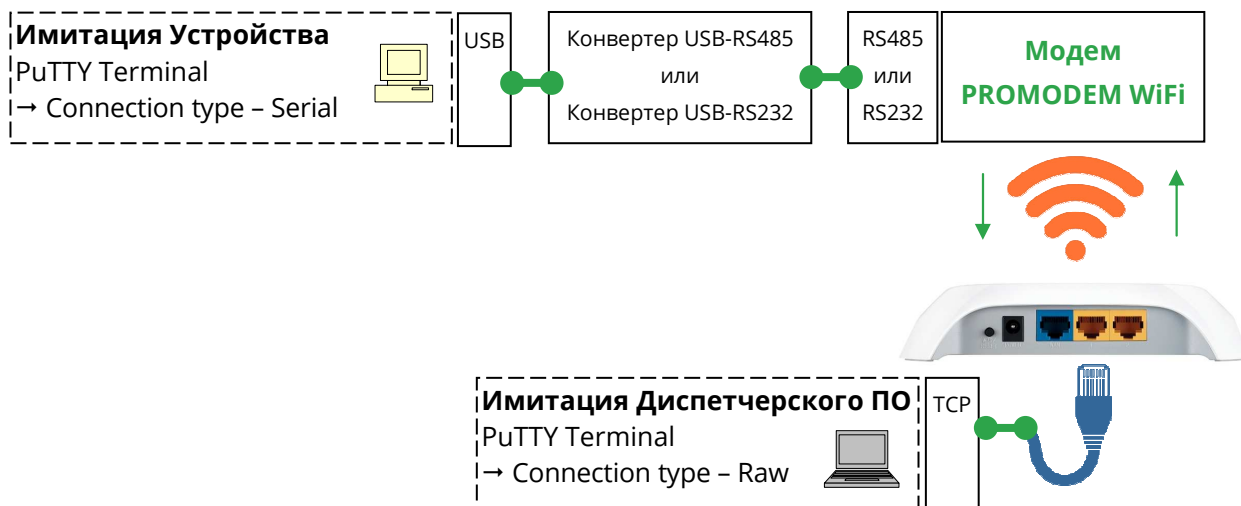 Имитация Устройства
PuTTY Terminal
→ Connection type – Serial
USB
Конвертер USB-RS485
или
Конвертер USB-RS232
RS485
или
RS232
Модем
PROMODEM WiFi
Имитация Диспетчерского ПО
PuTTY Terminal
→ Connection type – Raw
TCP